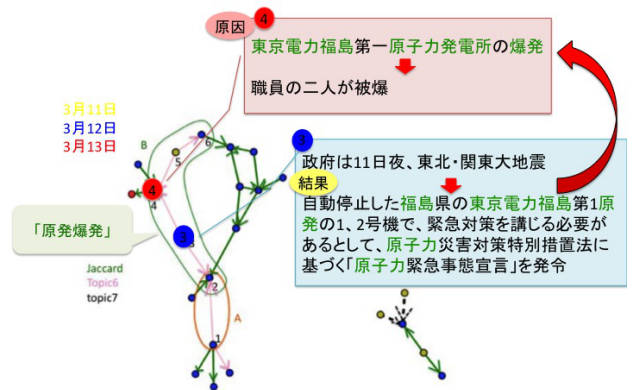 原因
4
東京電力福島第一原子力発電所の爆発
職員の二人が被爆
3月11日
3月12日
3月13日
B
6
5
4
4
「原発爆発」
3
3
2
Jaccard
Topic6
topic7
A
1
3
政府は11日夜、東北・関東大地震
結果
自動停止した福島県の東京電力福島第1原
発の1、2号機で、緊急対策を講じる必要が
あるとして、原子力災害対策特別措置法に
基づく「原子力緊急事態宣言」を発令